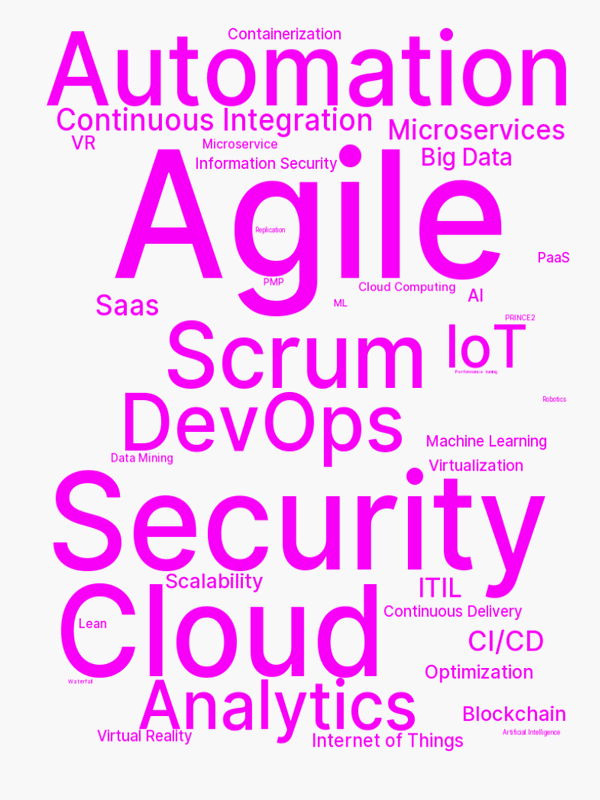 Containerization
Automation
Continuous Integration
Microservices
VR
Microservice
Big Data
Information Security
Agile
Replication
PaaS
PMP
Cloud Computing
AI
ML
Saas
PRINCE2
Scrum
IoT
Performance tuning
DevOps
Robotics
Machine Learning
Data Mining
Virtualization
Security
Scalability
ITIL
Cloud
Continuous Delivery
Lean
CI/CD
Optimization
Waterfall
Analytics
Blockchain
Artificial Intelligence
Virtual Reality
Internet of Things